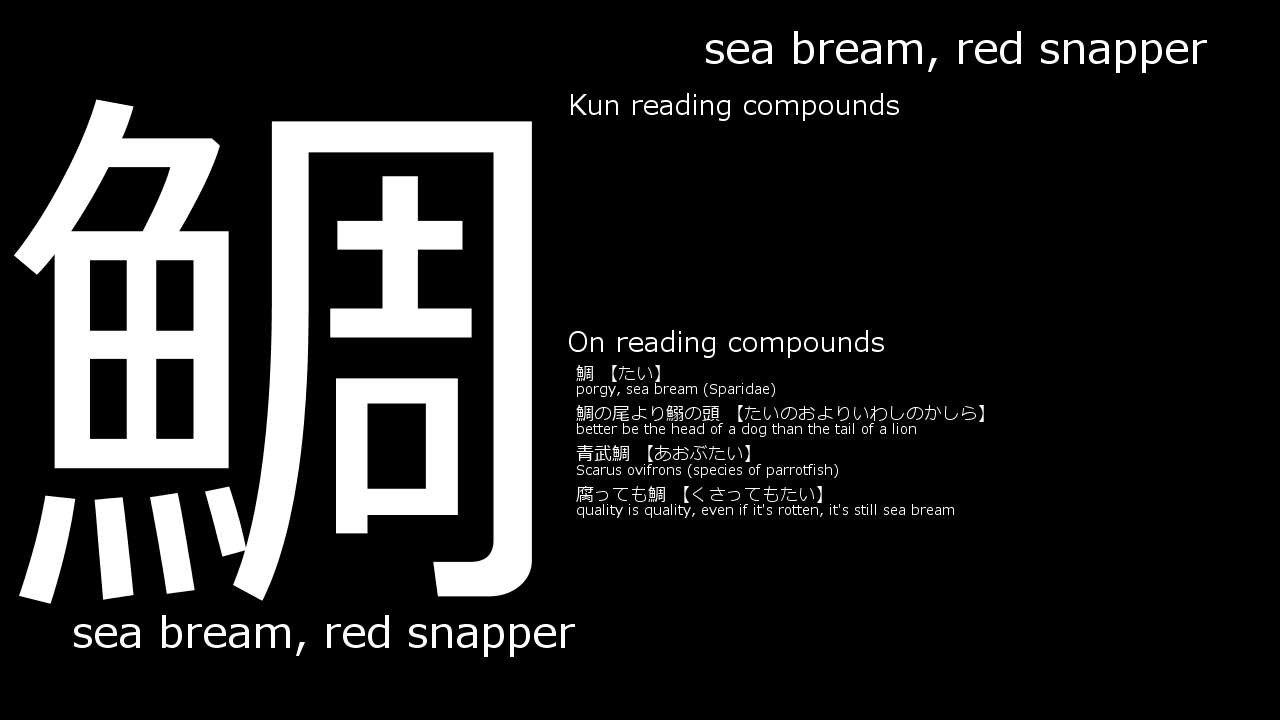 鯛
sea bream, red snapper
sea bream, red snapper
Kun reading compounds
On reading compounds
鯛 【たい】
porgy, sea bream (Sparidae)
鯛の尾より鰯の頭 【たいのおよりいわしのかしら】
better be the head of a dog than the tail of a lion
青武鯛 【あおぶたい】
Scarus ovifrons (species of parrotfish)
腐っても鯛 【くさってもたい】
quality is quality, even if it's rotten, it's still sea bream